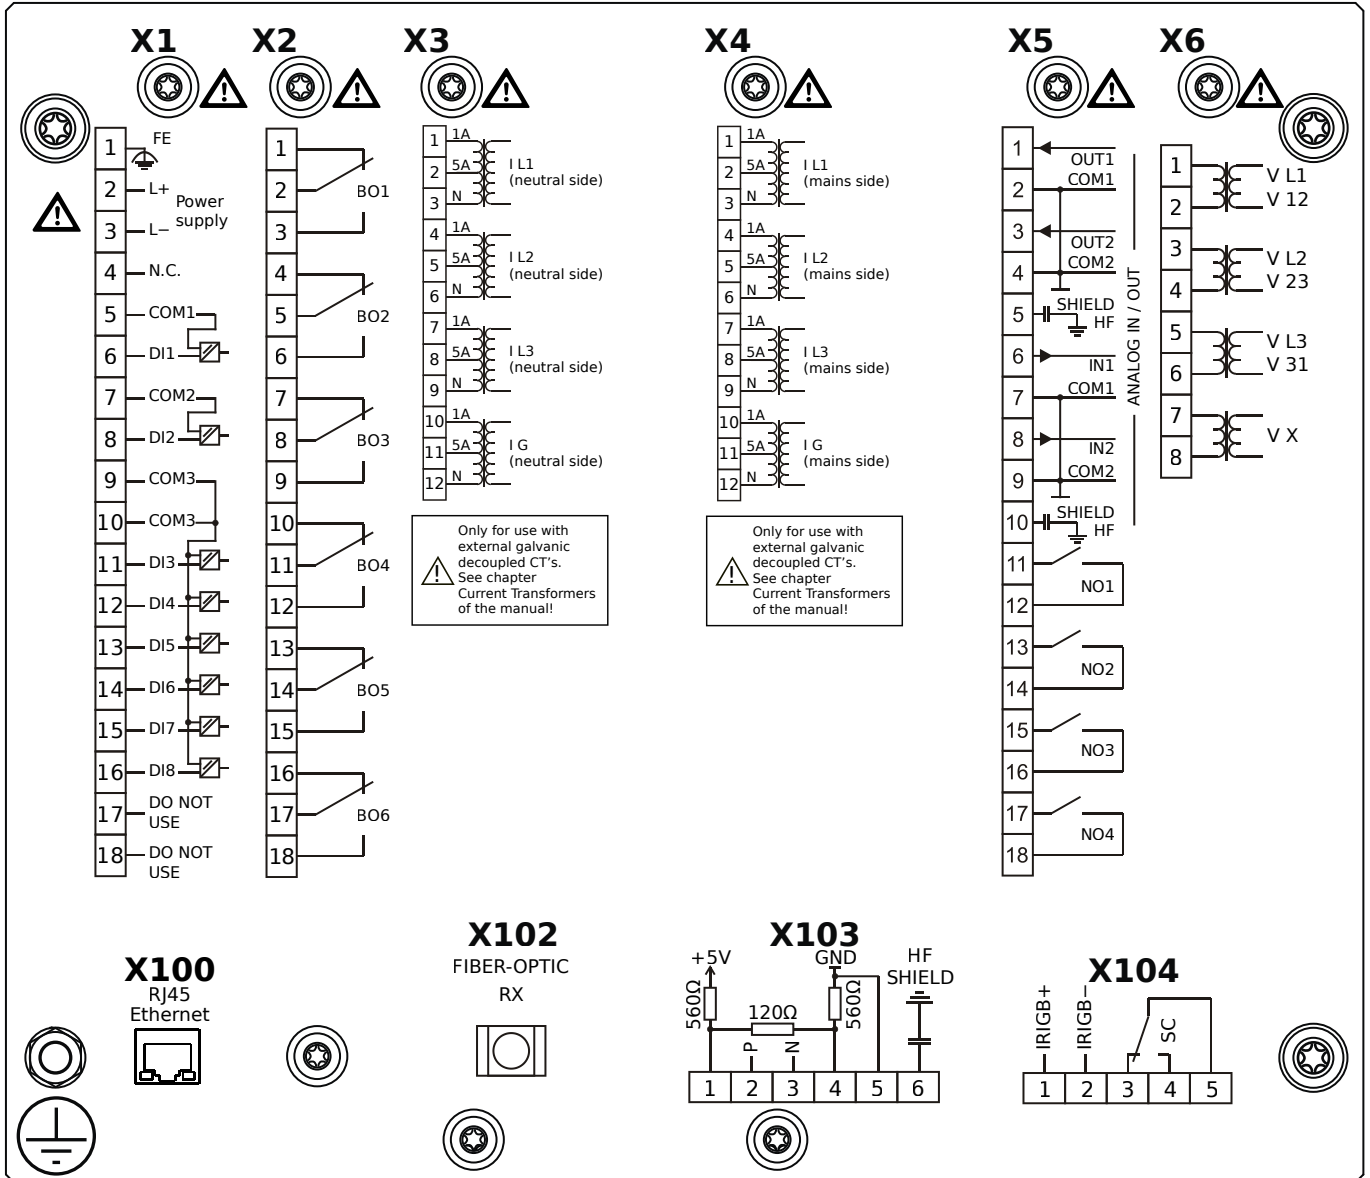 X1
1
FE
2
L+
Power
supply
3
L−
4
N.C.
5
COM1
6
DI1
7
COM2
8
DI2
9
COM3
10
COM3
11
DI3
12
DI4
13
DI5
14
DI6
15
DI7
16
DI8
17
DO NOT
USE
18
DO NOT
USE
X2
1
2
BO1
3
4
5
BO2
6
7
8
BO3
9
10
11
BO4
12
13
14
BO5
15
16
17
BO6
18
X3
1
1A
2
5A
3
N
I L1
(neutral side)
4
1A
5
5A
6
N
I L2
(neutral side)
7
1A
8
5A
9
N
I L3
(neutral side)
10
1A
11
5A
12
N
I G
(neutral side)
Only for use with
external galvanic
decoupled CT's.
See chapter
Current Transformers
of the manual!
X4
1
1A
2
5A
3
N
I L1
(mains side)
4
1A
5
5A
6
N
I L2
(mains side)
7
1A
8
5A
9
N
I L3
(mains side)
10
1A
11
5A
12
N
I G
(mains side)
Only for use with
external galvanic
decoupled CT's.
See chapter
Current Transformers
of the manual!
X5
1
OUT1
2
COM1
3
OUT2
4
COM2
5
SHIELD
HF
6
IN1
7
COM1
8
IN2
9
COM2
10
SHIELD
HF
ANALOG IN / OUT
11
NO1
12
13
NO2
14
15
NO3
16
17
NO4
18
X6
1
V L1
2
V 12
3
V L2
4
V 23
5
V L3
6
V 31
7
V X
8
X100
RJ45
Ethernet
X102
FIBER-OPTIC
RX
X103
+5V
GND
HF
SHIELD
560Ω
120Ω
560Ω
P
N
1 2 3 4 5 6
X104
IRIGB+
IRIGB−
SC
1 2 3 4 5